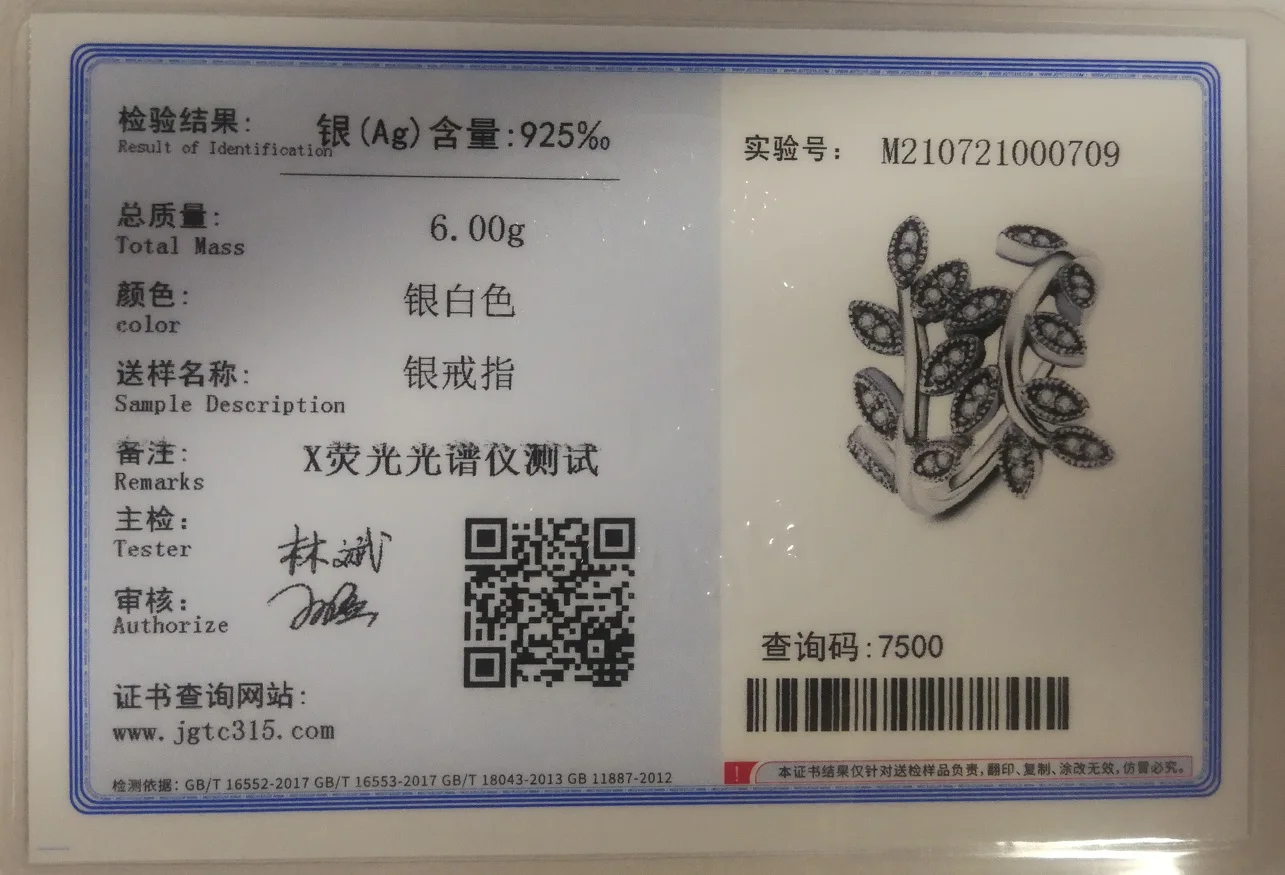 检验结果: 银(Ag)含量:925‰
Result of Identification
总质量: 6.00g
Total Mass
颜色: 银白色
color
送样名称: 银戒指
Sample Description
备注: X荧光光谱仪测试
Remarks
主检: 林斌
Tester
审核:
Authorize
证书查询网站:
www.jgtc315.com
检测依据: GB/T 16552-2017 GB/T 16553-2017 GB/T 18043-2013 GB 11887-2012
实验号: M210721000709
查询码:7500
! 本证书结果仅针对送检样品负责,翻印、复制、涂改无效,仿冒必究。